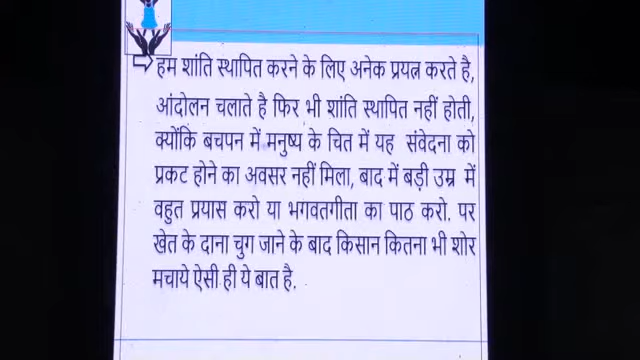 हम शांति स्थापित करने के लिए अनेक प्रयत्न करते है,
आंदोलन चलाते है फिर भी शांति स्थापित नहीं होती,
क्योंकि बचपन में मनुष्य के चित में यह संवेदना को
प्रकट होने का अवसर नहीं मिला, बाद में बड़ी उम्र में
वहुत प्रयास करो या भगवतगीता का पाठ करो. पर
खेत के दाना चुग जाने के बाद किसान कितना भी शोर
मचाये ऐसी ही ये बात है.